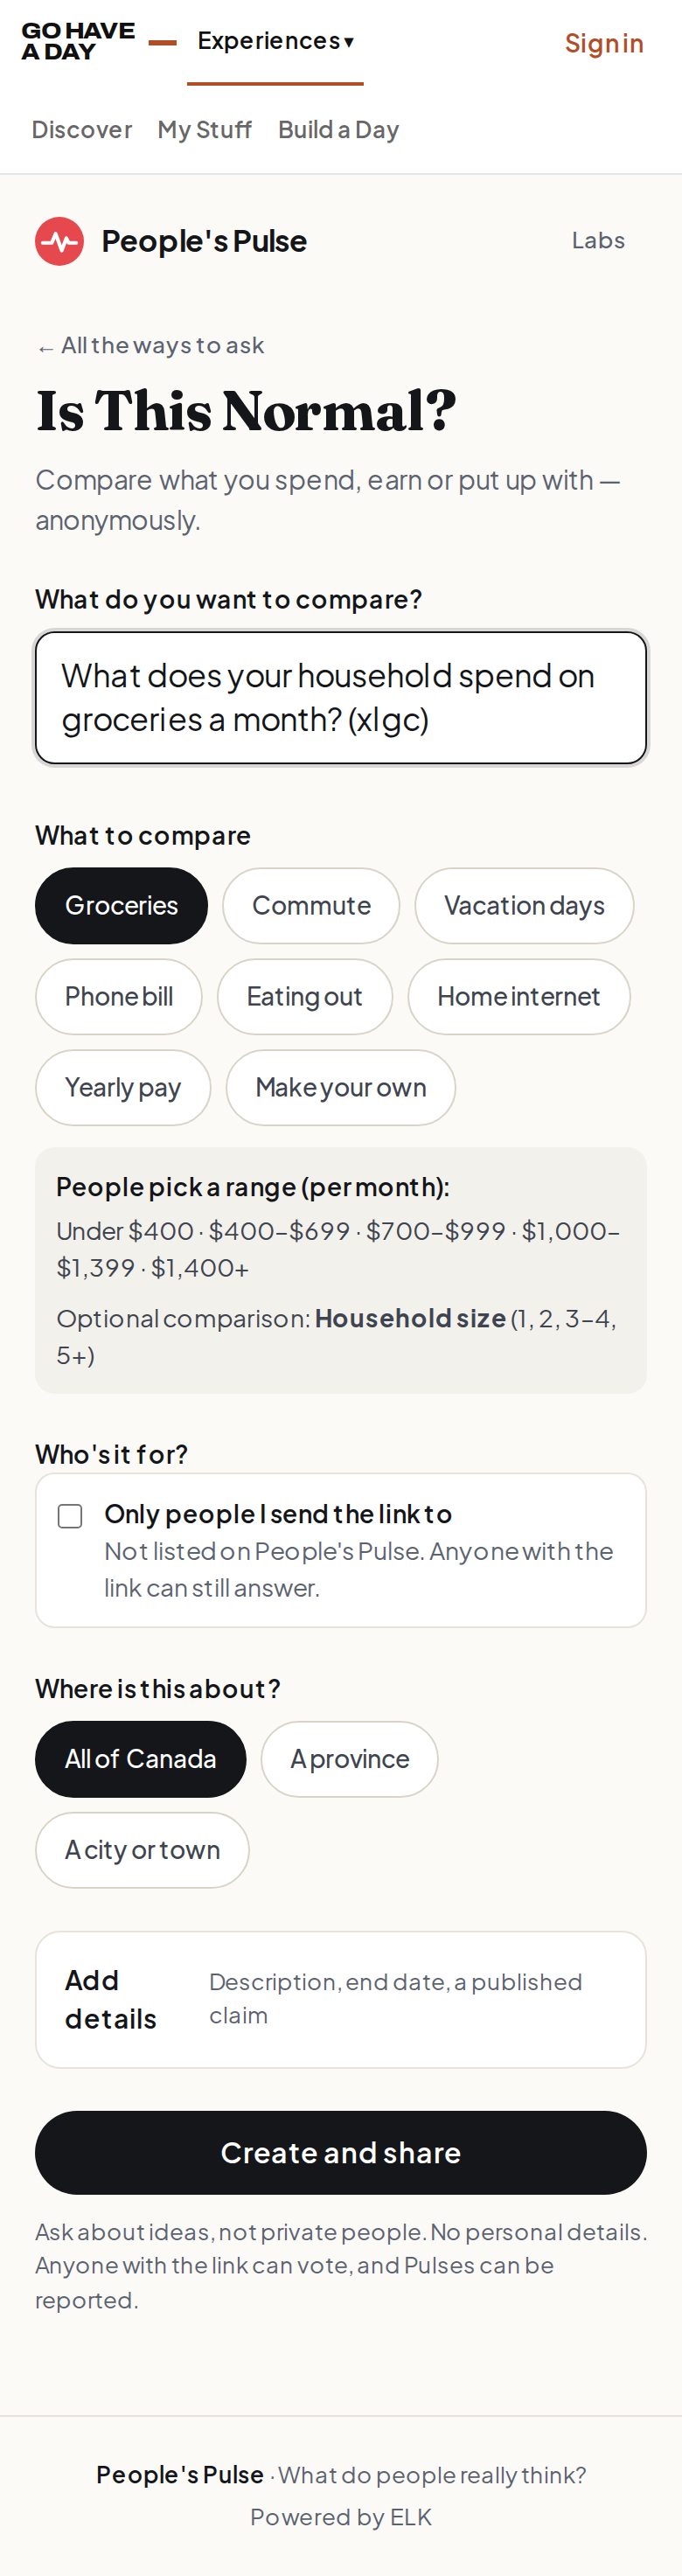 GO HAVE
A DAY
Experiences ▾
Sign in
Discover My Stuff Build a Day
People's Pulse
Labs
← All the ways to ask
Is This Normal?
Compare what you spend, earn or put up with —
anonymously.
What do you want to compare?
What does your household spend on
groceries a month? (xlgc)
What to compare
Groceries Commute Vacation days
Phone bill Eating out Home internet
Yearly pay Make your own
People pick a range (per month):
Under $400 · $400–$699 · $700–$999 · $1,000–
$1,399 · $1,400+
Optional comparison: Household size (1, 2, 3–4,
5+)
Who's it for?
Only people I send the link to
Not listed on People's Pulse. Anyone with the
link can still answer.
Where is this about?
All of Canada A province
A city or town
Add
details
Description, end date, a published
claim
Create and share
Ask about ideas, not private people. No personal details.
Anyone with the link can vote, and Pulses can be
reported.
People's Pulse · What do people really think?
Powered by ELK